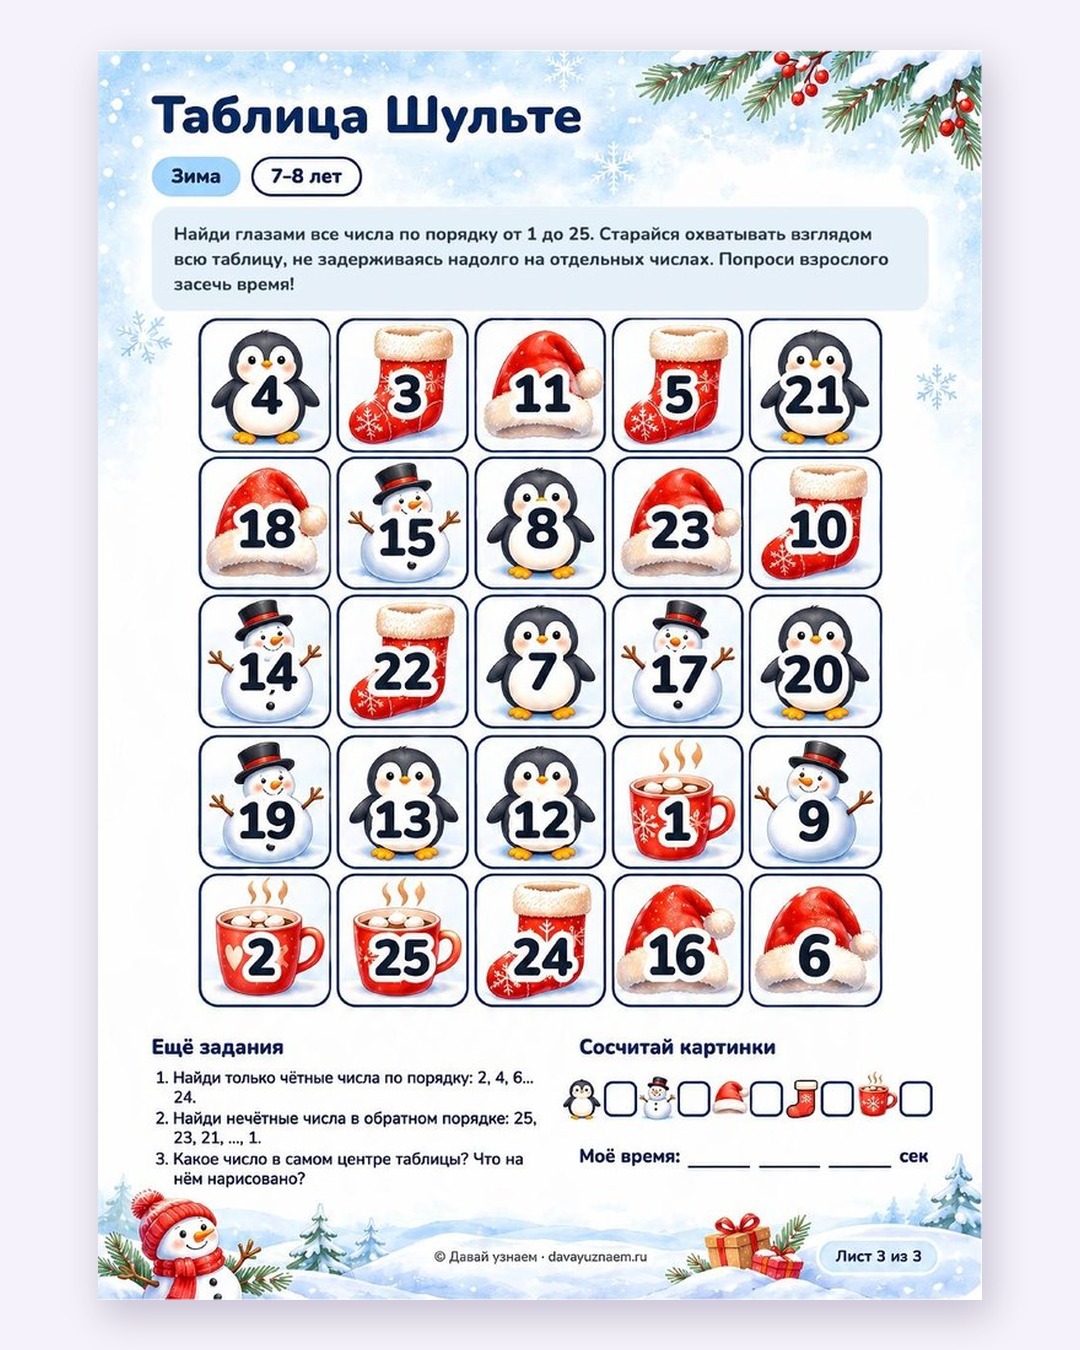 Таблица Шульте
Зима
7–8 лет
Найди глазами все числа по порядку от 1 до 25. Старайся охватывать взглядом
всю таблицу, не задерживаясь надолго на отдельных числах. Попроси взрослого
засечь время!
4 3 11 5 21
18 15 8 23 10
14 22 7 17 20
19 13 12 1 9
2 25 24 16 6
Ещё задания
1. Найди только чётные числа по порядку: 2, 4, 6...
24.
2. Найди нечётные числа в обратном порядке: 25,
23, 21, ..., 1.
3. Какое число в самом центре таблицы? Что на
нём нарисовано?
Сосчитай картинки
Моё время: ______ ______ ______ сек
© Давай узнаем · davayuznaem.ru
Лист 3 из 3